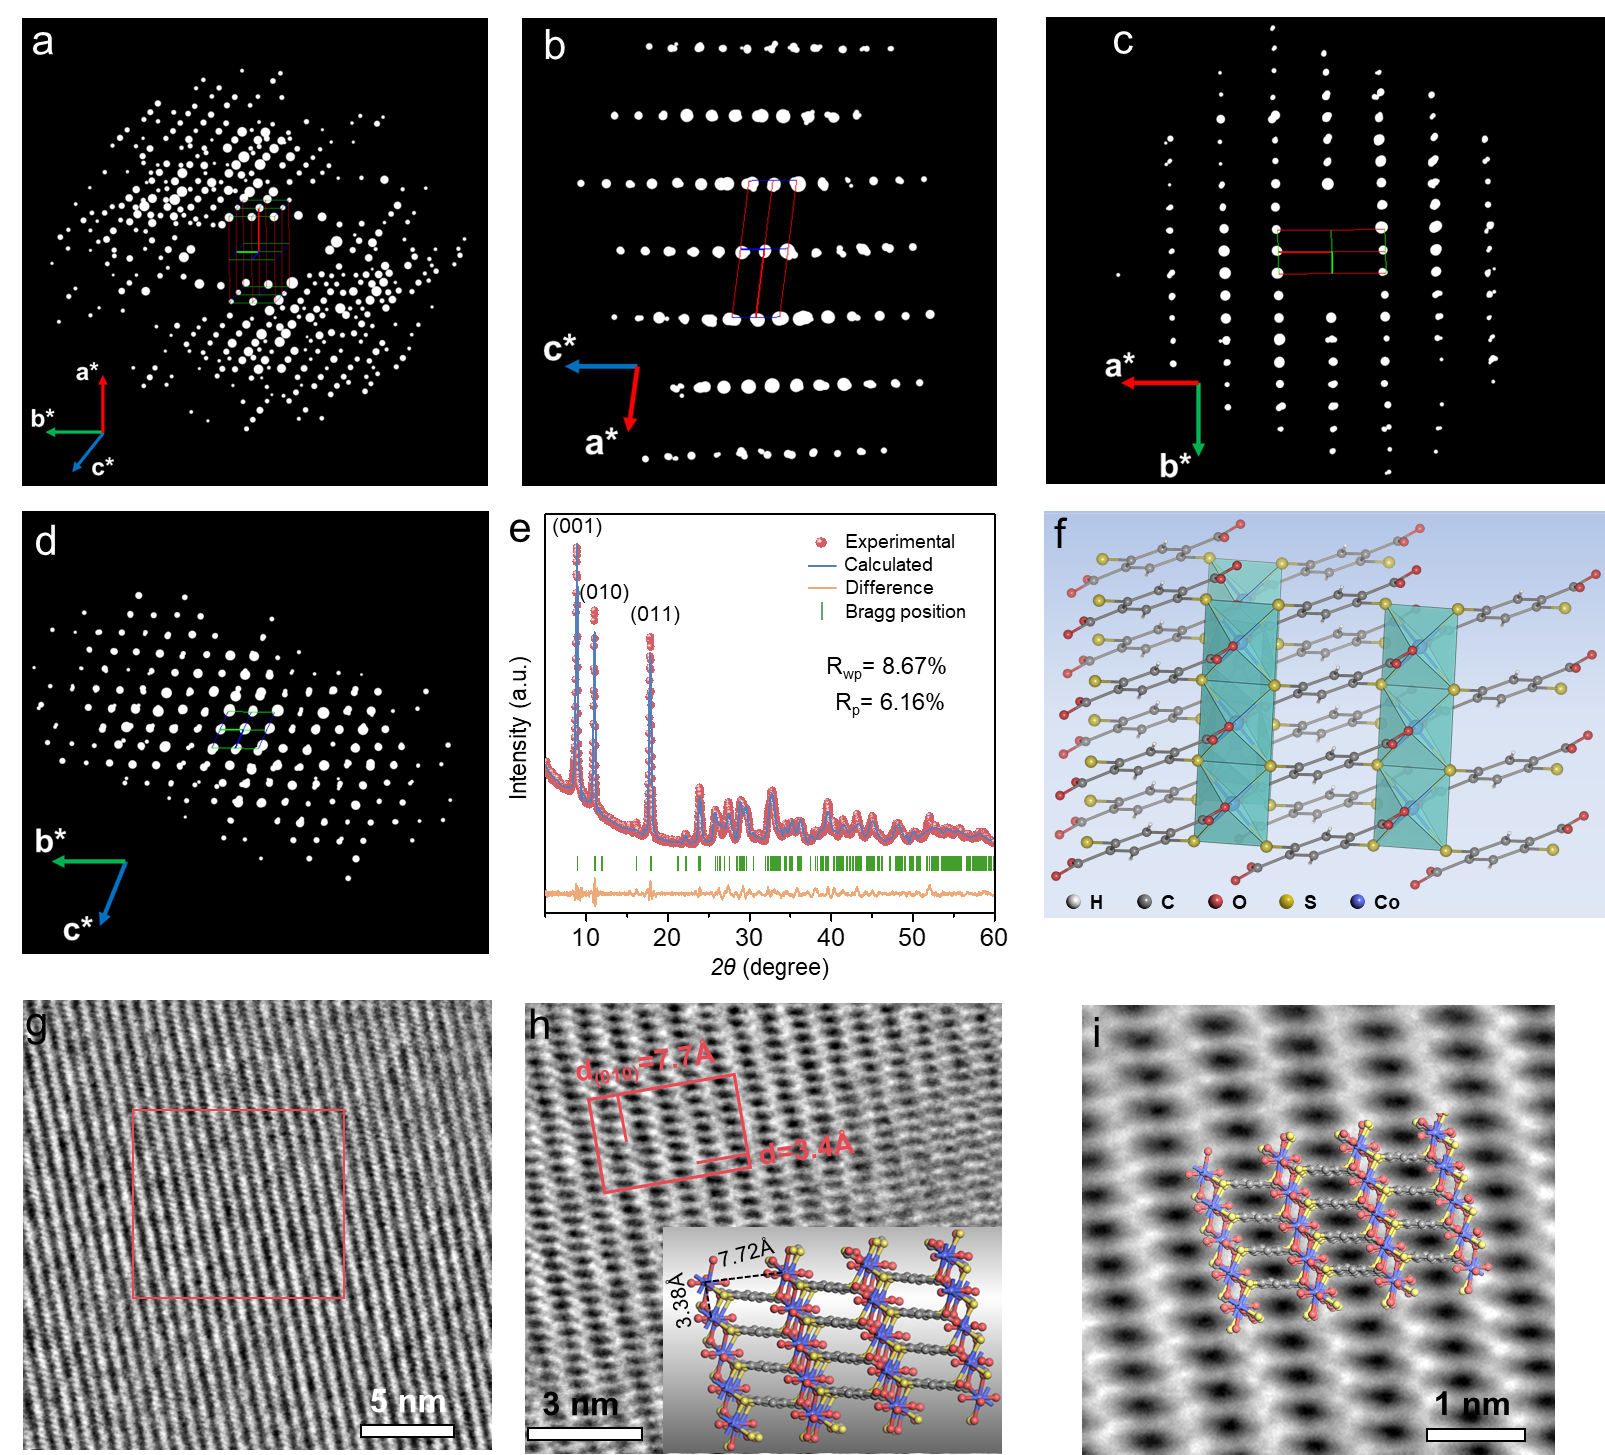 a
a*
b*
c*
b
c*
a*
c
a*
b*
d
b*
c*
e
(001)
(010)
(011)
Experimental
Calculated
Difference
Bragg position
Rwp= 8.67%
Rp= 6.16%
Intensity (a.u.)
10 20 30 40 50 60
2θ (degree)
f
H C O S Co
g
5 nm
h
d(010)=7.7Å
d=3.4Å
7.72Å
3.38Å
3 nm
i
1 nm